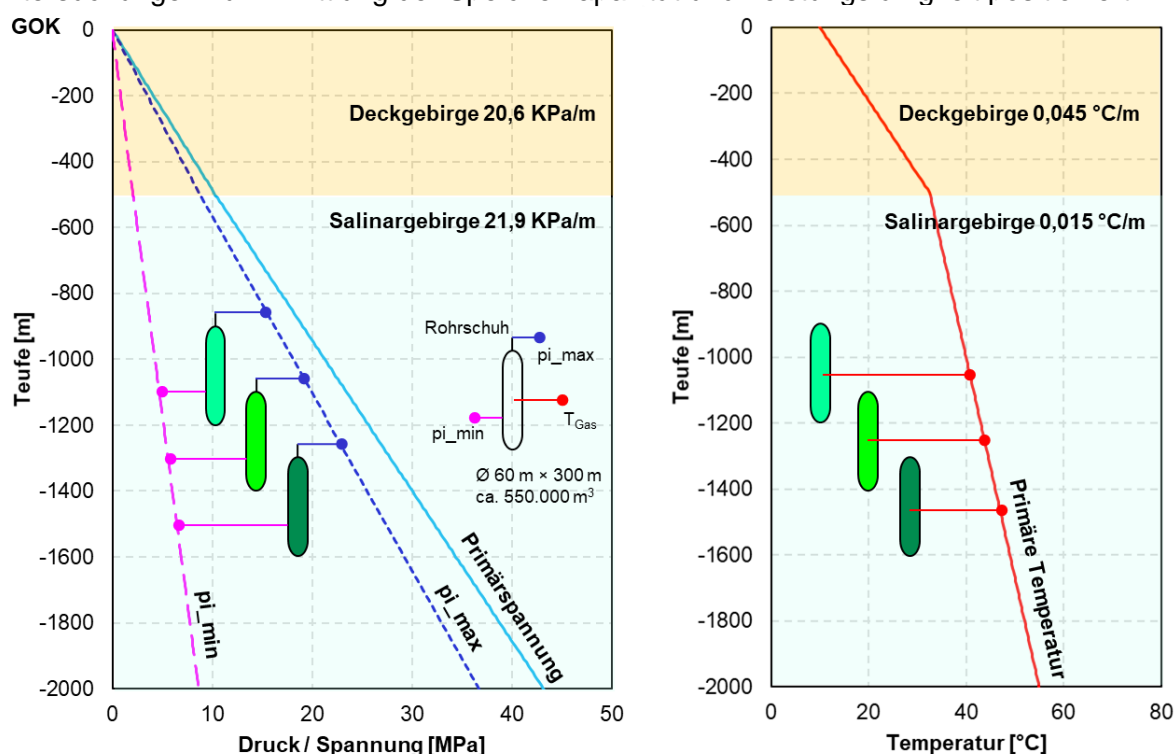 GOK
0
-200
-400
-600
-800
-1000
-1200
-1400
-1600
-1800
-2000
Teufe [m]
Deckgebirge 20,6 KPa/m
Salinargebirge 21,9 KPa/m
Rohrschuh
pi_max
pi_min
TGas
Ø 60 m × 300 m
ca. 550.000 m³
Primärspannung
pi_max
pi_min
0 10 20 30 40 50
Druck / Spannung [MPa]
0
-200
-400
-600
-800
-1000
-1200
-1400
-1600
-1800
-2000
Teufe [m]
Deckgebirge 0,045 °C/m
Salinargebirge 0,015 °C/m
Primäre Temperatur
0 20 40 60 80
Temperatur [°C]